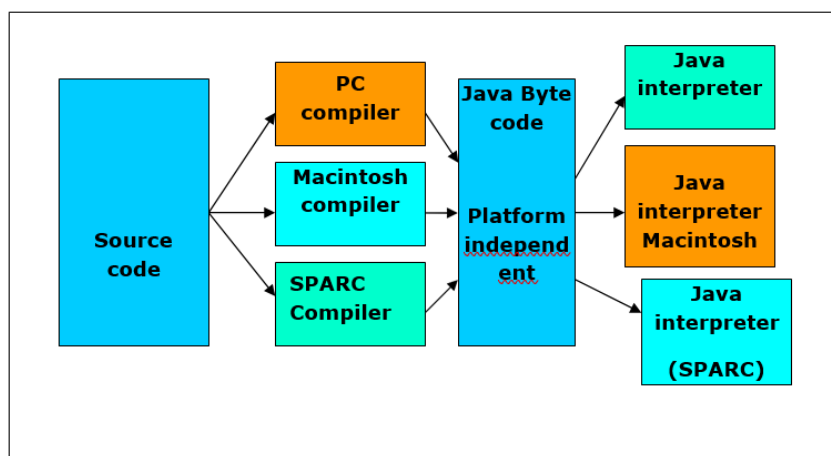 Source
code
PC
compiler
Macintosh
compiler
SPARC
Compiler
Java Byte
code
Platform
independ
ent
Java
interpreter
Java
interpreter
Macintosh
Java
interpreter
(SPARC)